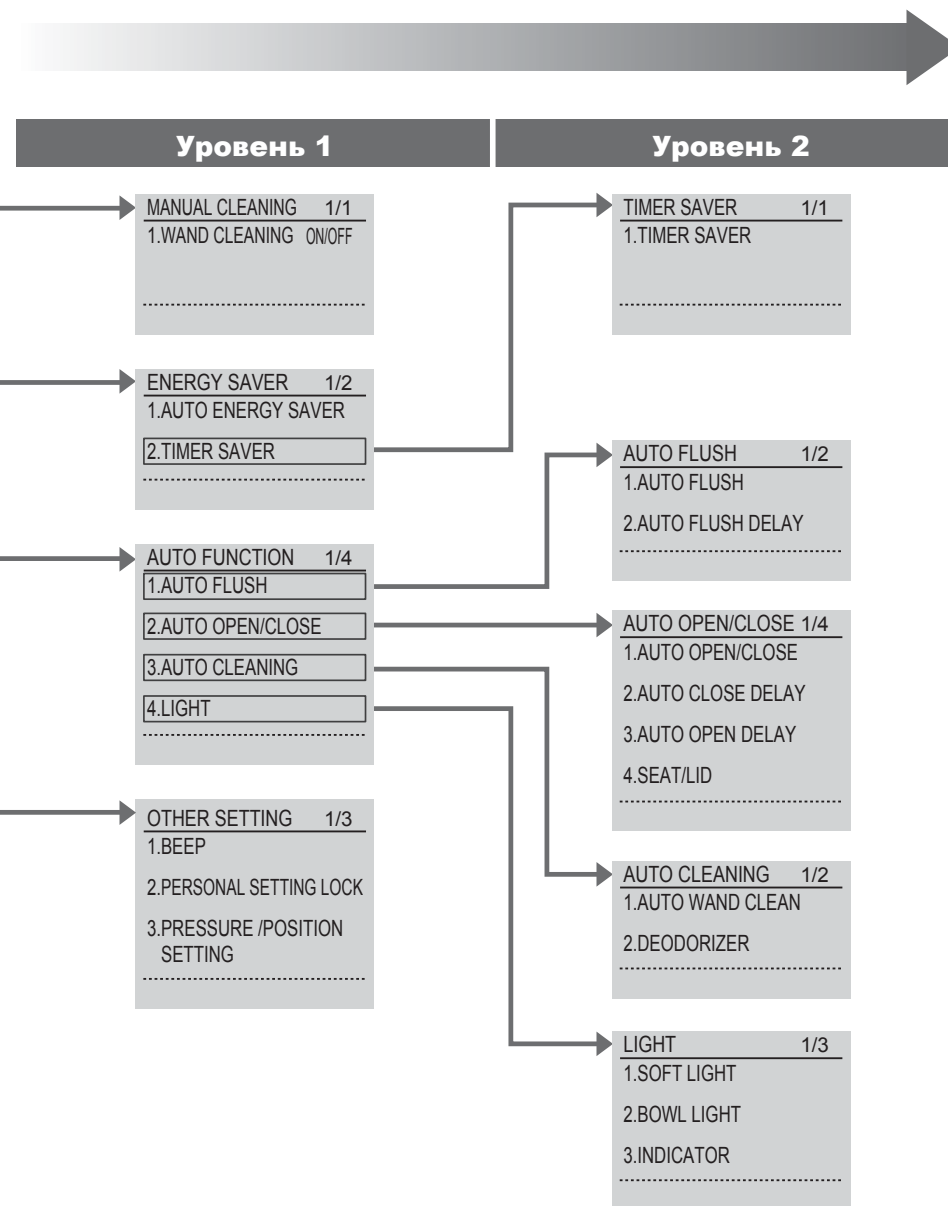 Уровень 1
MANUAL CLEANING 1/1
1.WAND CLEANING ON/OFF
ENERGY SAVER 1/2
1.AUTO ENERGY SAVER
2.TIMER SAVER
AUTO FUNCTION 1/4
1.AUTO FLUSH
2.AUTO OPEN/CLOSE
3.AUTO CLEANING
4.LIGHT
OTHER SETTING 1/3
1.BEEP
2.PERSONAL SETTING LOCK
3.PRESSURE /POSITION
SETTING
Уровень 2
TIMER SAVER 1/1
1.TIMER SAVER
AUTO FLUSH 1/2
1.AUTO FLUSH
2.AUTO FLUSH DELAY
AUTO OPEN/CLOSE 1/4
1.AUTO OPEN/CLOSE
2.AUTO CLOSE DELAY
3.AUTO OPEN DELAY
4.SEAT/LID
AUTO CLEANING 1/2
1.AUTO WAND CLEAN
2.DEODORIZER
LIGHT 1/3
1.SOFT LIGHT
2.BOWL LIGHT
3.INDICATOR